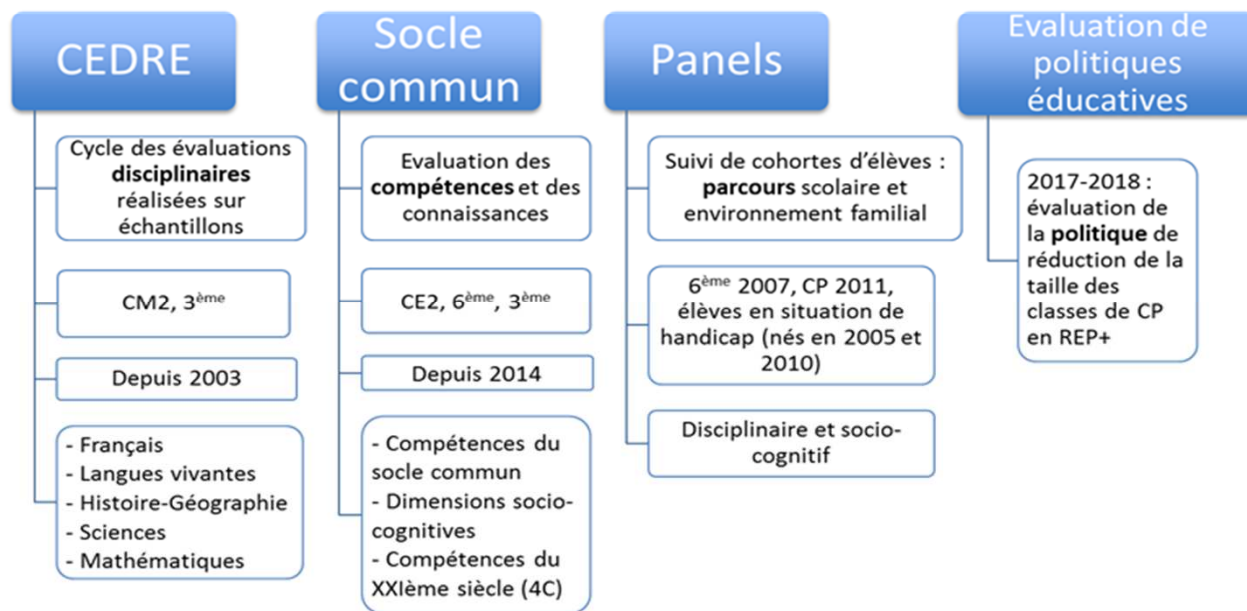 CEDRE
Cycle des évaluations
disciplinaires
réalisées sur
échantillons
CM2, 3ème
Depuis 2003
- Français
- Langues vivantes
- Histoire-Géographie
- Sciences
- Mathématiques
Socle
commun
Evaluation des
compétences et des
connaissances
CE2, 6ème, 3ème
Depuis 2014
- Compétences du
socle commun
- Dimensions socio-
cognitives
- Compétences du
XXIème siècle (4C)
Panels
Suivi de cohortes d'élèves :
parcours scolaire et
environnement familial
6ème 2007, CP 2011,
élèves en situation de
handicap (nés en 2005 et
2010)
Disciplinaire et socio-
cognitif
Evaluation de
politiques
éducatives
2017-2018 :
évaluation de
la politique de
réduction de la
taille des
classes de CP
en REP+